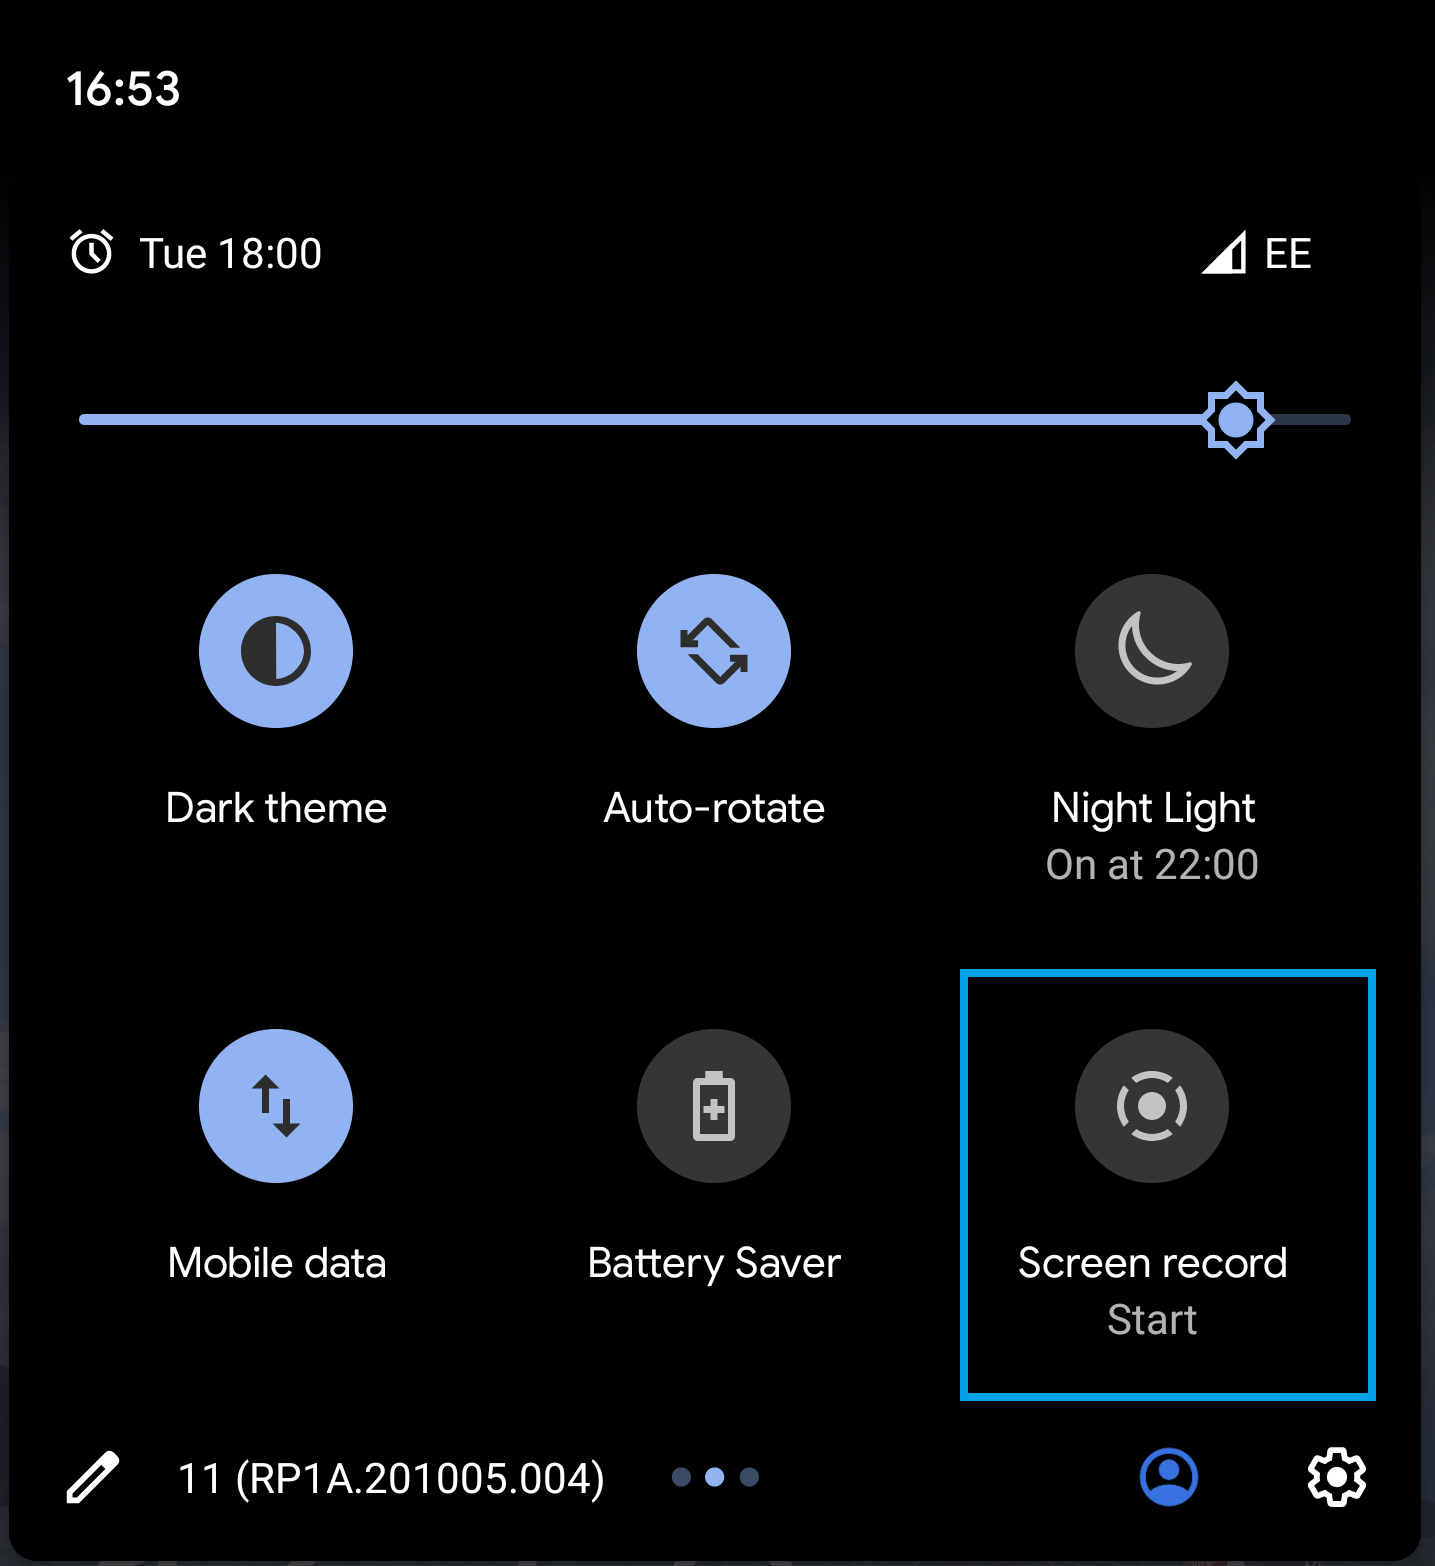 16:53
Tue 18:00
EE
Dark theme
Auto-rotate
Night Light
On at 22:00
Mobile data
Battery Saver
Screen record
Start
11 (RP1A.201005.004)